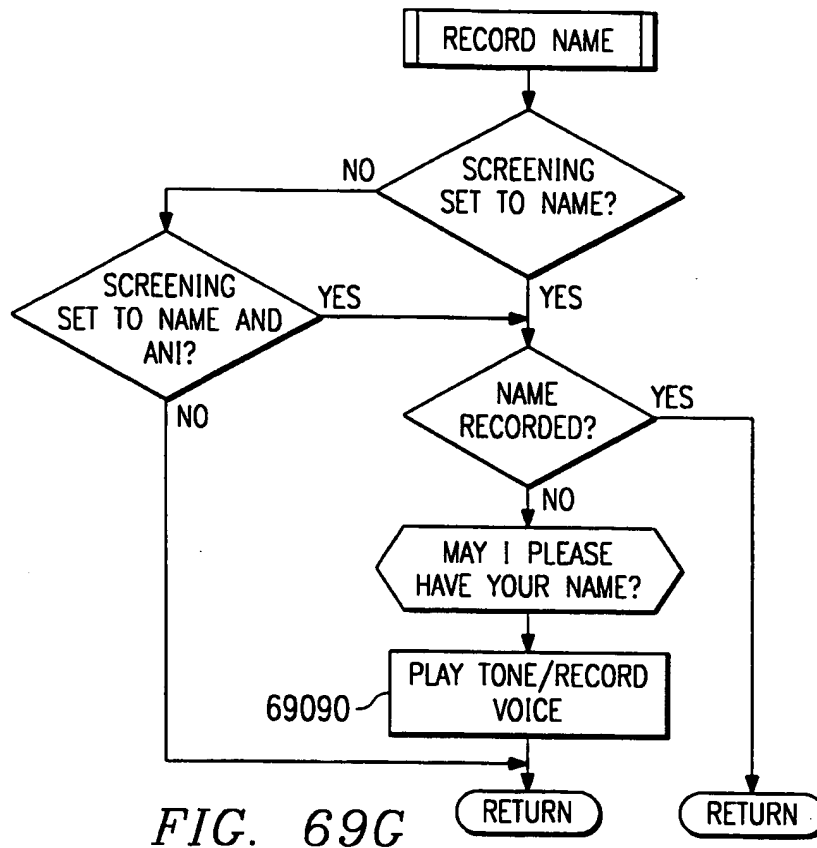 RECORD NAME
SCREENING
SET TO NAME?
NO
YES
SCREENING
SET TO NAME AND
ANI?
YES
NO
NAME
RECORDED?
YES
NO
MAY I PLEASE
HAVE YOUR NAME?
PLAY TONE/RECORD
VOICE
69090
RETURN
RETURN
FIG. 69G